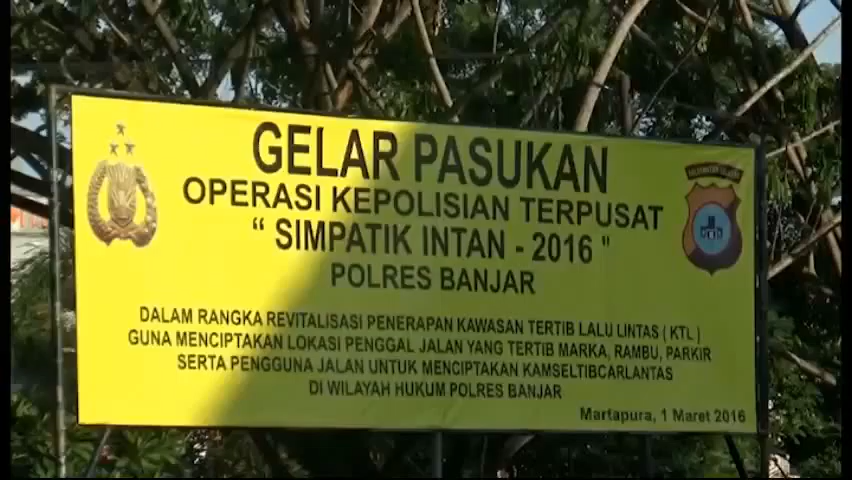 GELAR PASUKAN
OPERASI KEPOLISIAN TERPUSAT
“ SIMPATIK INTAN - 2016 "
POLRES BANJAR
DALAM RANGKA REVITALISASI PENERAPAN KAWASAN TERTIB LALU LINTAS ( KTL )
GUNA MENCIPTAKAN LOKASI PENGGAL JALAN YANG TERTIB MARKA, RAMBU, PARKIR
SERTA PENGGUNA JALAN UNTUK MENCIPTAKAN KAMSELTIBCARLANTAS
DI WILAYAH HUKUM POLRES BANJAR
Martapura, 1 Maret 2016